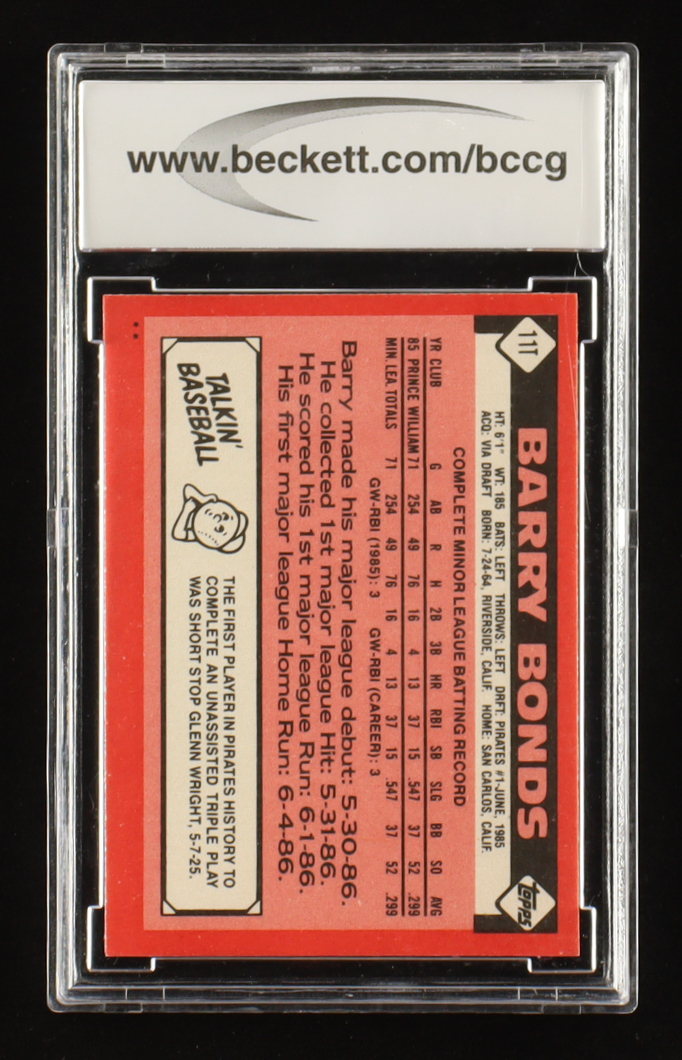 www.beckett.com/bccg
11T
BARRY BONDS
topps
HT: 6'1" WT: 185 BATS: LEFT THROWS: LEFT DRFT: PIRATES #1-JUNE, 1985
ACQ: VIA DRAFT BORN: 7-24-64, RIVERSIDE, CALIF. HOME: SAN CARLOS, CALIF.
COMPLETE MINOR LEAGUE BATTING RECORD
YR CLUB G AB R H 2B 3B HR RBI SB SLG BB SO AVG
85 PRINCE WILLIAM 71 254 49 76 16 4 13 37 15 .547 37 52 .299
MIN. LEA. TOTALS 71 254 49 76 16 4 13 37 15 .547 37 52 .299
GW-RBI (1985): 3 GW-RBI (CAREER): 3
Barry made his major league debut: 5-30-86.
He collected 1st major league Hit: 5-31-86.
He scored his 1st major league Run: 6-1-86.
His first major league Home Run: 6-4-86.
TALKIN'
BASEBALL
THE FIRST PLAYER IN PIRATES HISTORY TO
COMPLETE AN UNASSISTED TRIPLE PLAY
WAS SHORT STOP GLENN WRIGHT, 5-7-25.